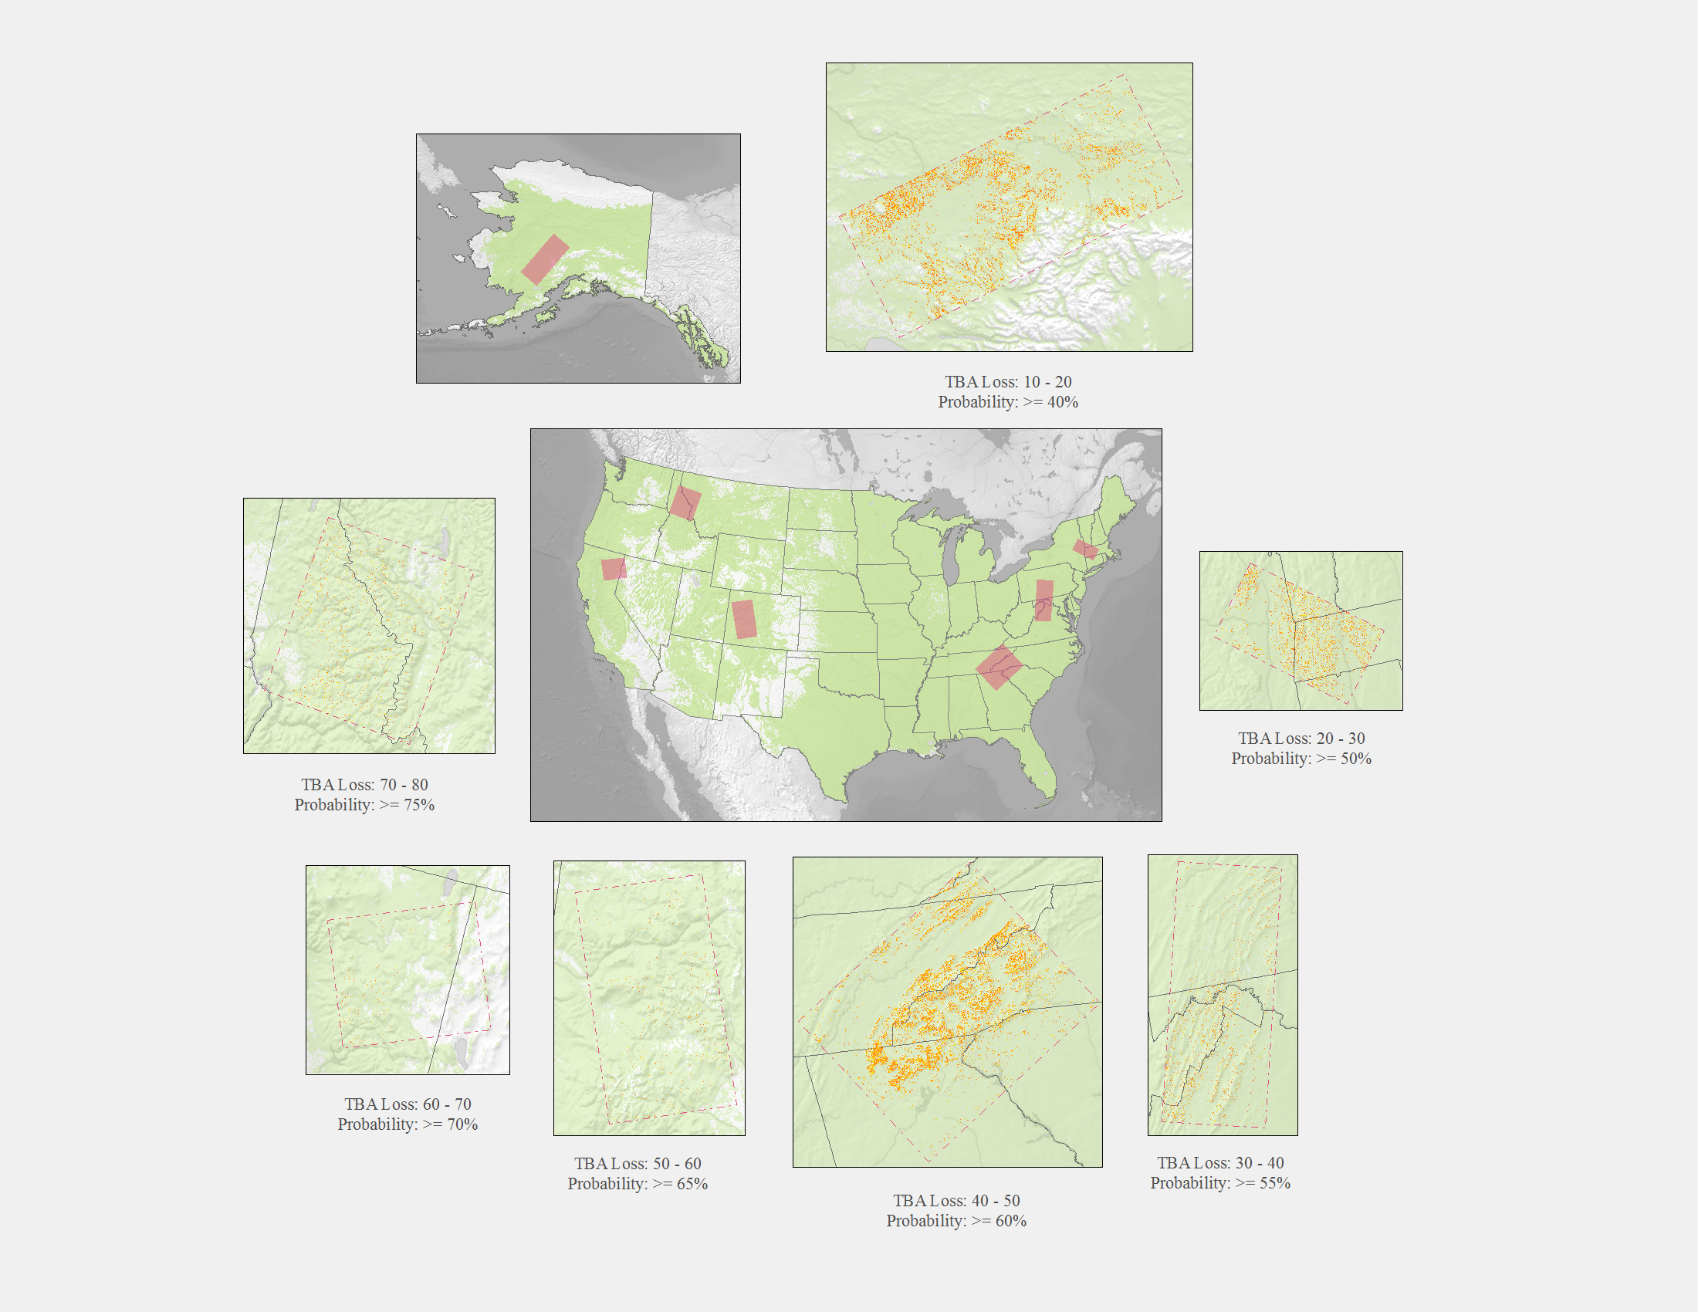 TBA Loss: 10 - 20
Probability: >= 40%
TBA Loss: 20 - 30
Probability: >= 50%
TBA Loss: 70 - 80
Probability: >= 75%
TBA Loss: 60 - 70
Probability: >= 70%
TBA Loss: 50 - 60
Probability: >= 65%
TBA Loss: 40 - 50
Probability: >= 60%
TBA Loss: 30 - 40
Probability: >= 55%